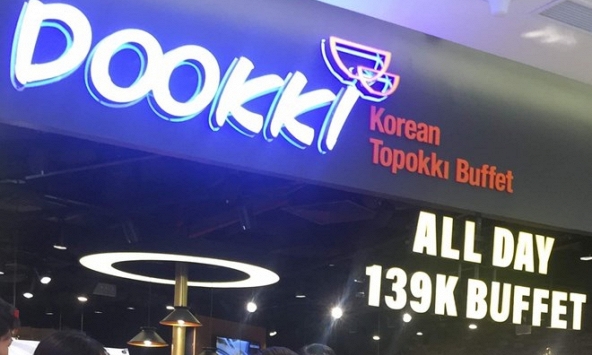 DOOKKI
Korean
Topokki Buffet
ALL DAY
139K BUFFET